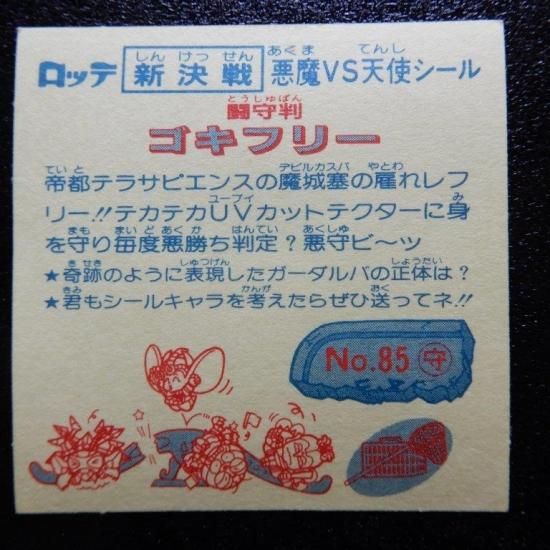 ロッテ 新決戦 悪魔VS天使シール
闘守判
ゴキフリー
帝都テラサピエンスの魔城塞の雇れレフ
リー!!テカテカUVカットテクターに身
を守り毎度悪勝ち判定?悪守ビ〜ツ
★奇跡のように表現したガーダルバの正体は?
★君もシールキャラを考えたらぜひ送ってネ!!
No.85 守